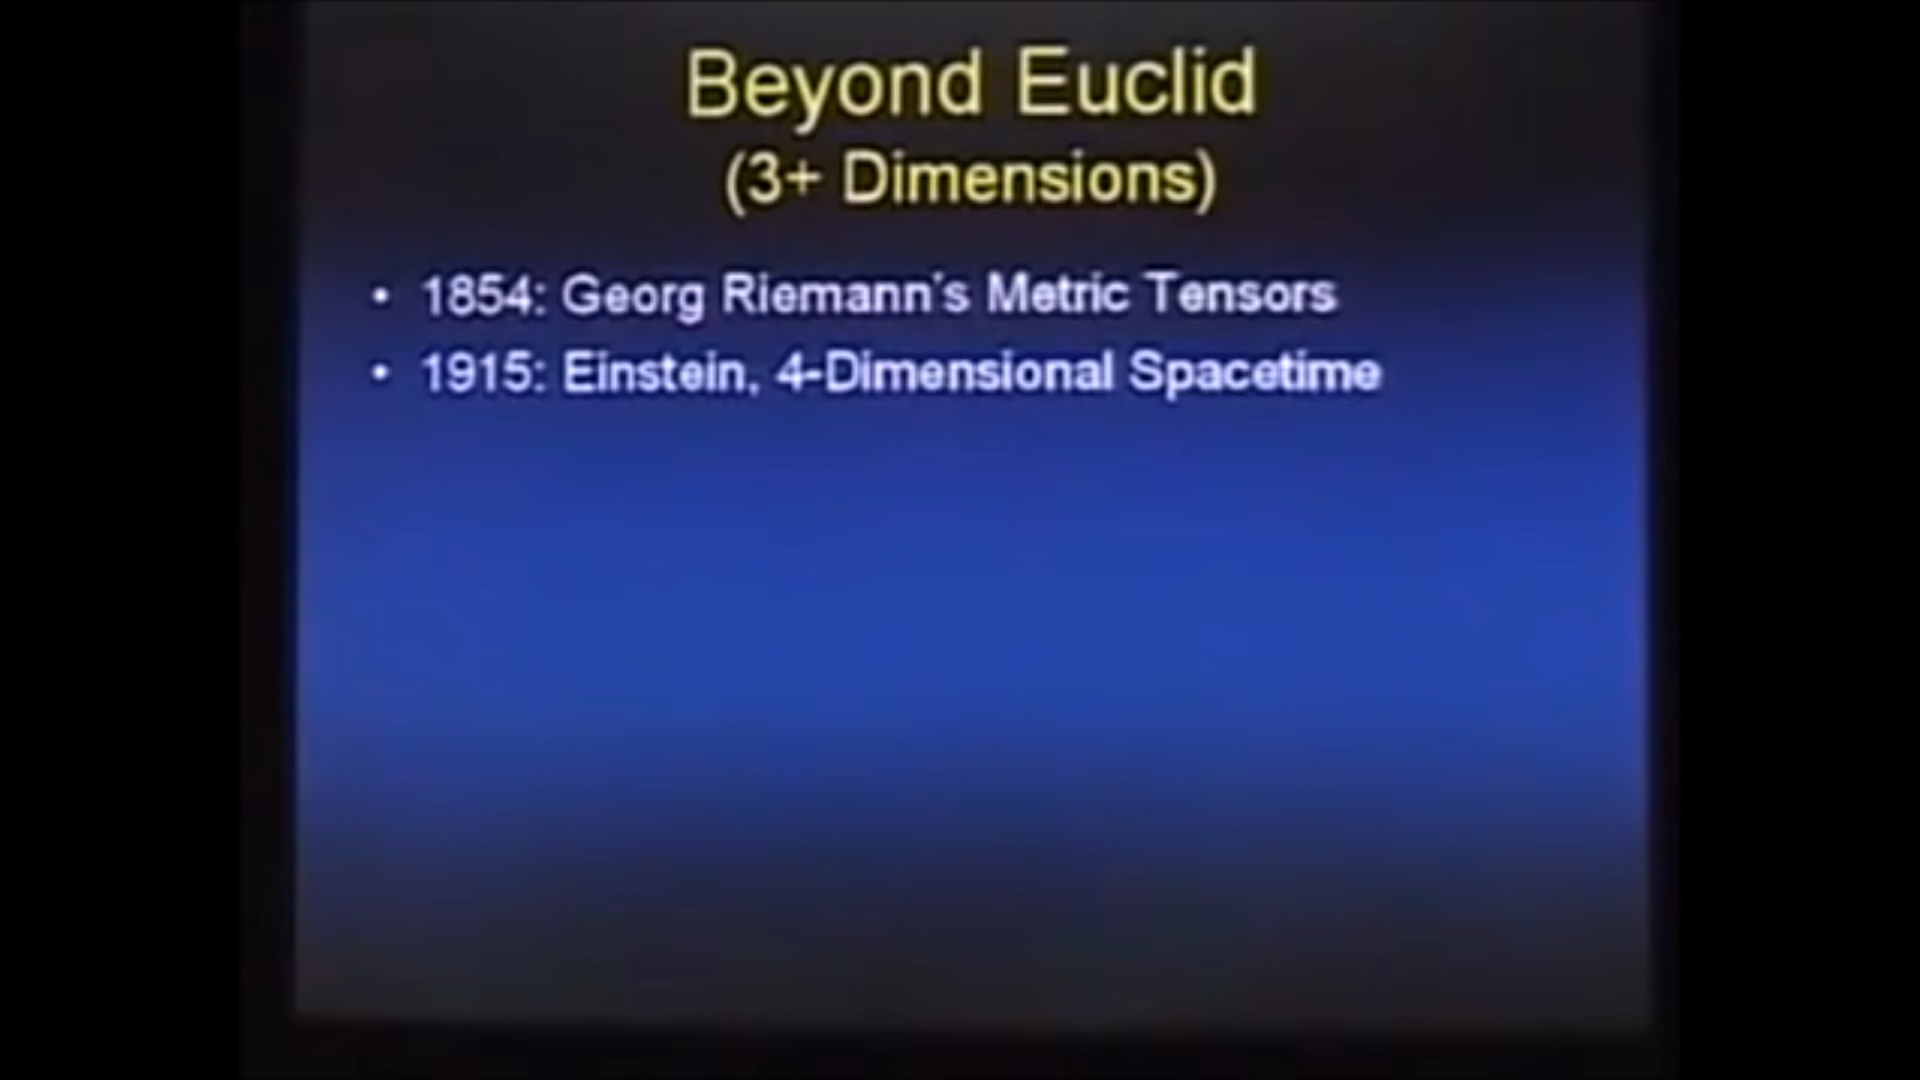 Beyond Euclid
(3+ Dimensions)
• 1854: Georg Riemann's Metric Tensors
• 1915: Einstein, 4-Dimensional Spacetime